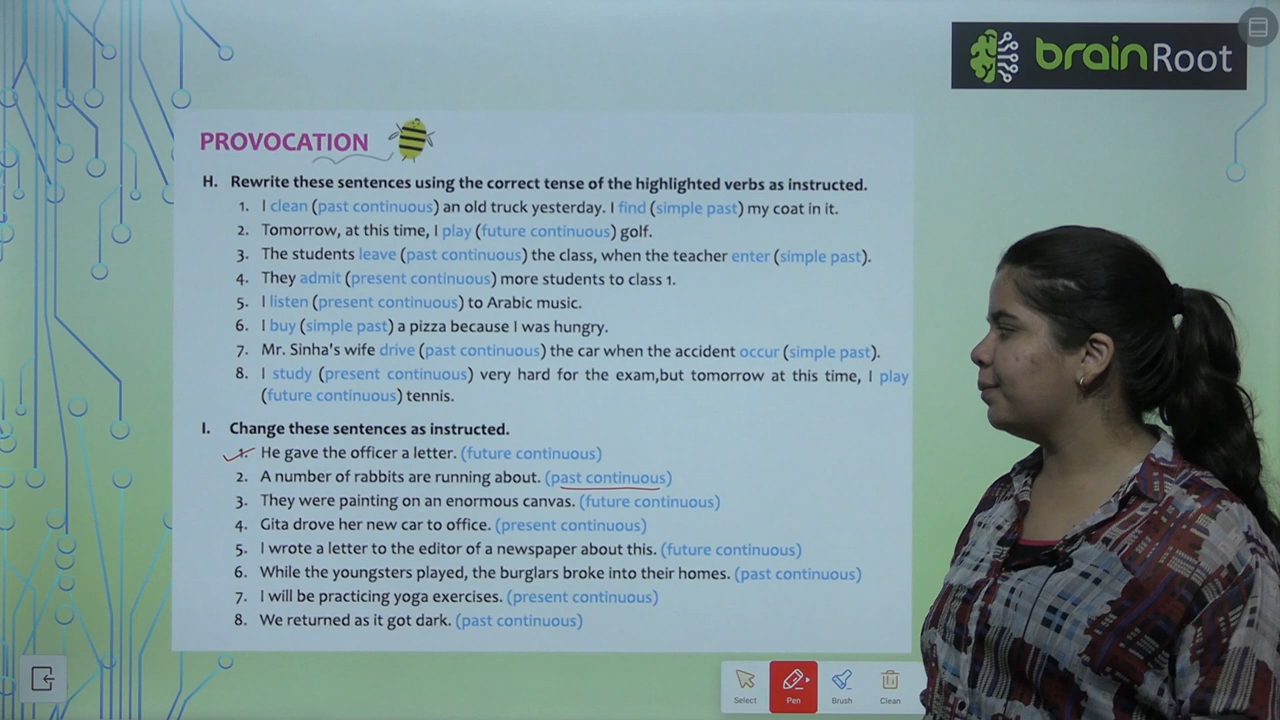 brainRoot
PROVOCATION
H. Rewrite these sentences using the correct tense of the highlighted verbs as instructed.
1. I clean (past continuous) an old truck yesterday. I find (simple past) my coat in it.
2. Tomorrow, at this time, I play (future continuous) golf.
3. The students leave (past continuous) the class, when the teacher enter (simple past).
4. They admit (present continuous) more students to class 1.
5. I listen (present continuous) to Arabic music.
6. I buy (simple past) a pizza because I was hungry.
7. Mr. Sinha's wife drive (past continuous) the car when the accident occur (simple past).
8. I study (present continuous) very hard for the exam,but tomorrow at this time, I play
(future continuous) tennis.
I. Change these sentences as instructed.
1. He gave the officer a letter. (future continuous)
2. A number of rabbits are running about. (past continuous)
3. They were painting on an enormous canvas. (future continuous)
4. Gita drove her new car to office. (present continuous)
5. I wrote a letter to the editor of a newspaper about this. (future continuous)
6. While the youngsters played, the burglars broke into their homes. (past continuous)
7. I will be practicing yoga exercises. (present continuous)
8. We returned as it got dark. (past continuous)
Select Pen Brush Clean